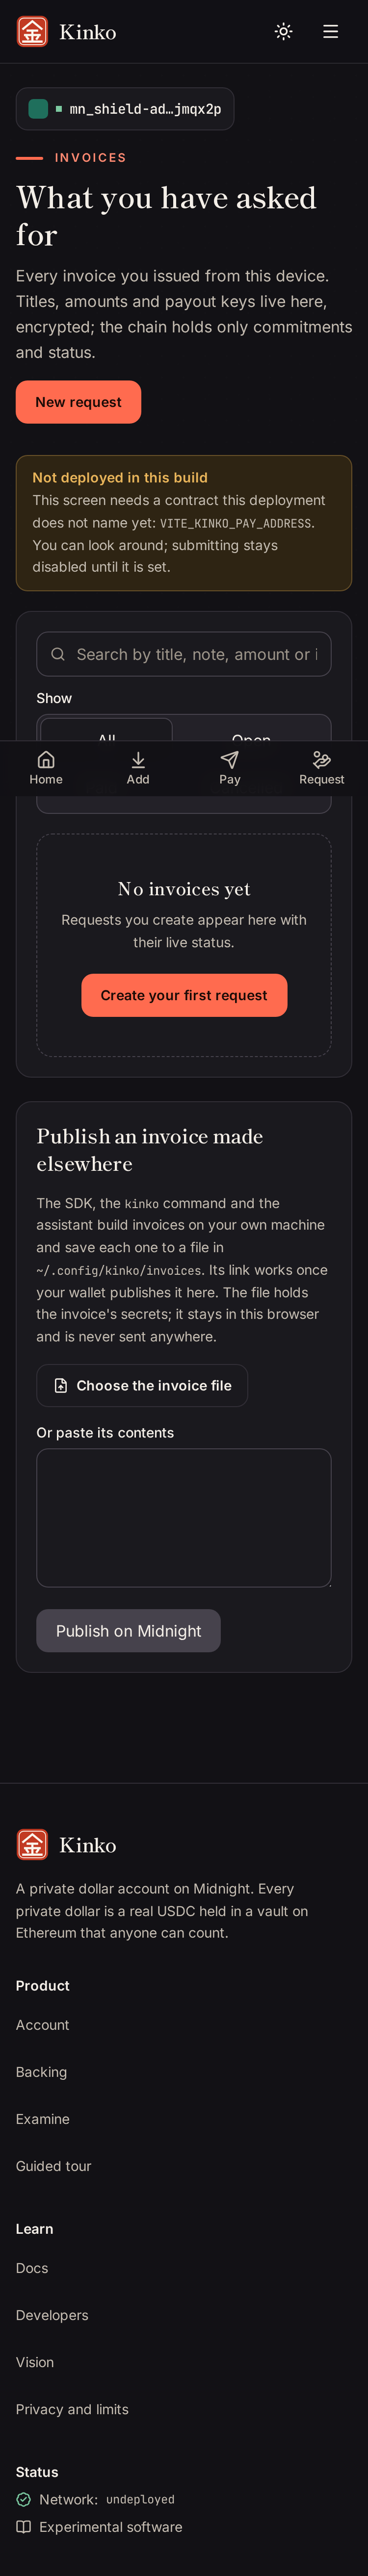 金 Kinko
mn_shield-ad…jmqx2p
INVOICES
What you have asked
for
Every invoice you issued from this device.
Titles, amounts and payout keys live here,
encrypted; the chain holds only commitments
and status.
New request
Not deployed in this build
This screen needs a contract this deployment
does not name yet: VITE_KINKO_PAY_ADDRESS.
You can look around; submitting stays
disabled until it is set.
Search by title, note, amount or i
Show
All Open
Home Add Pay Request
No invoices yet
Requests you create appear here with
their live status.
Create your first request
Publish an invoice made
elsewhere
The SDK, the kinko command and the
assistant build invoices on your own machine
and save each one to a file in
~/.config/kinko/invoices. Its link works once
your wallet publishes it here. The file holds
the invoice's secrets; it stays in this browser
and is never sent anywhere.
Choose the invoice file
Or paste its contents
Publish on Midnight
金 Kinko
A private dollar account on Midnight. Every
private dollar is a real USDC held in a vault on
Ethereum that anyone can count.
Product
Account
Backing
Examine
Guided tour
Learn
Docs
Developers
Vision
Privacy and limits
Status
Network: undeployed
Experimental software